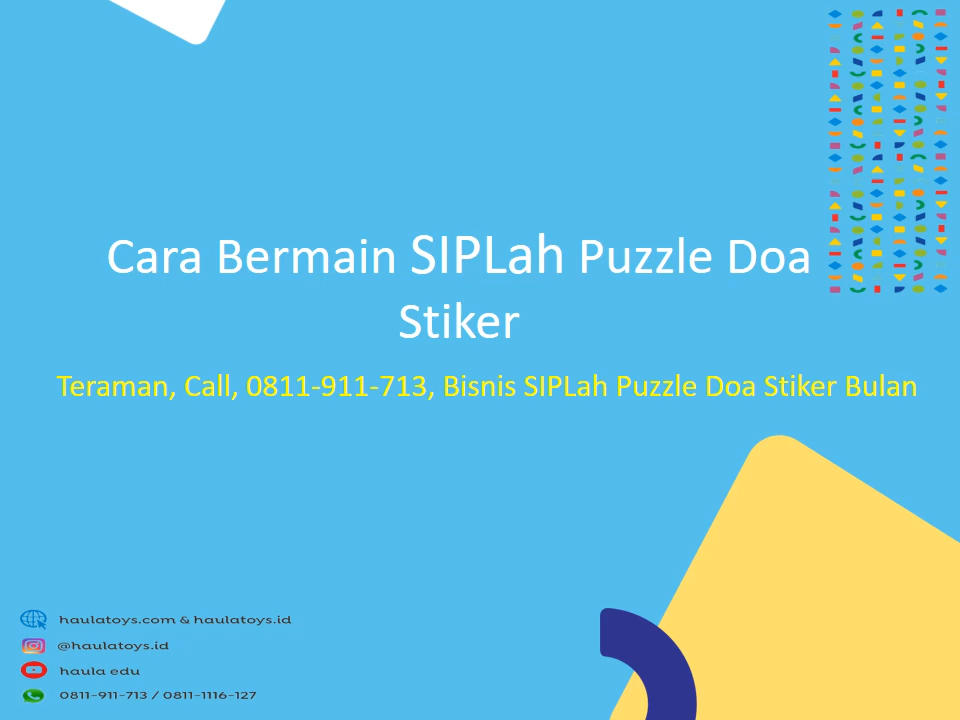 Cara Bermain SIPLah Puzzle Doa
Stiker
Teraman, Call, 0811-911-713, Bisnis SIPLah Puzzle Doa Stiker Bulan
haulatoys.com & haulatoys.id
@haulatoys.id
haula edu
0811-911-713 / 0811-1116-127